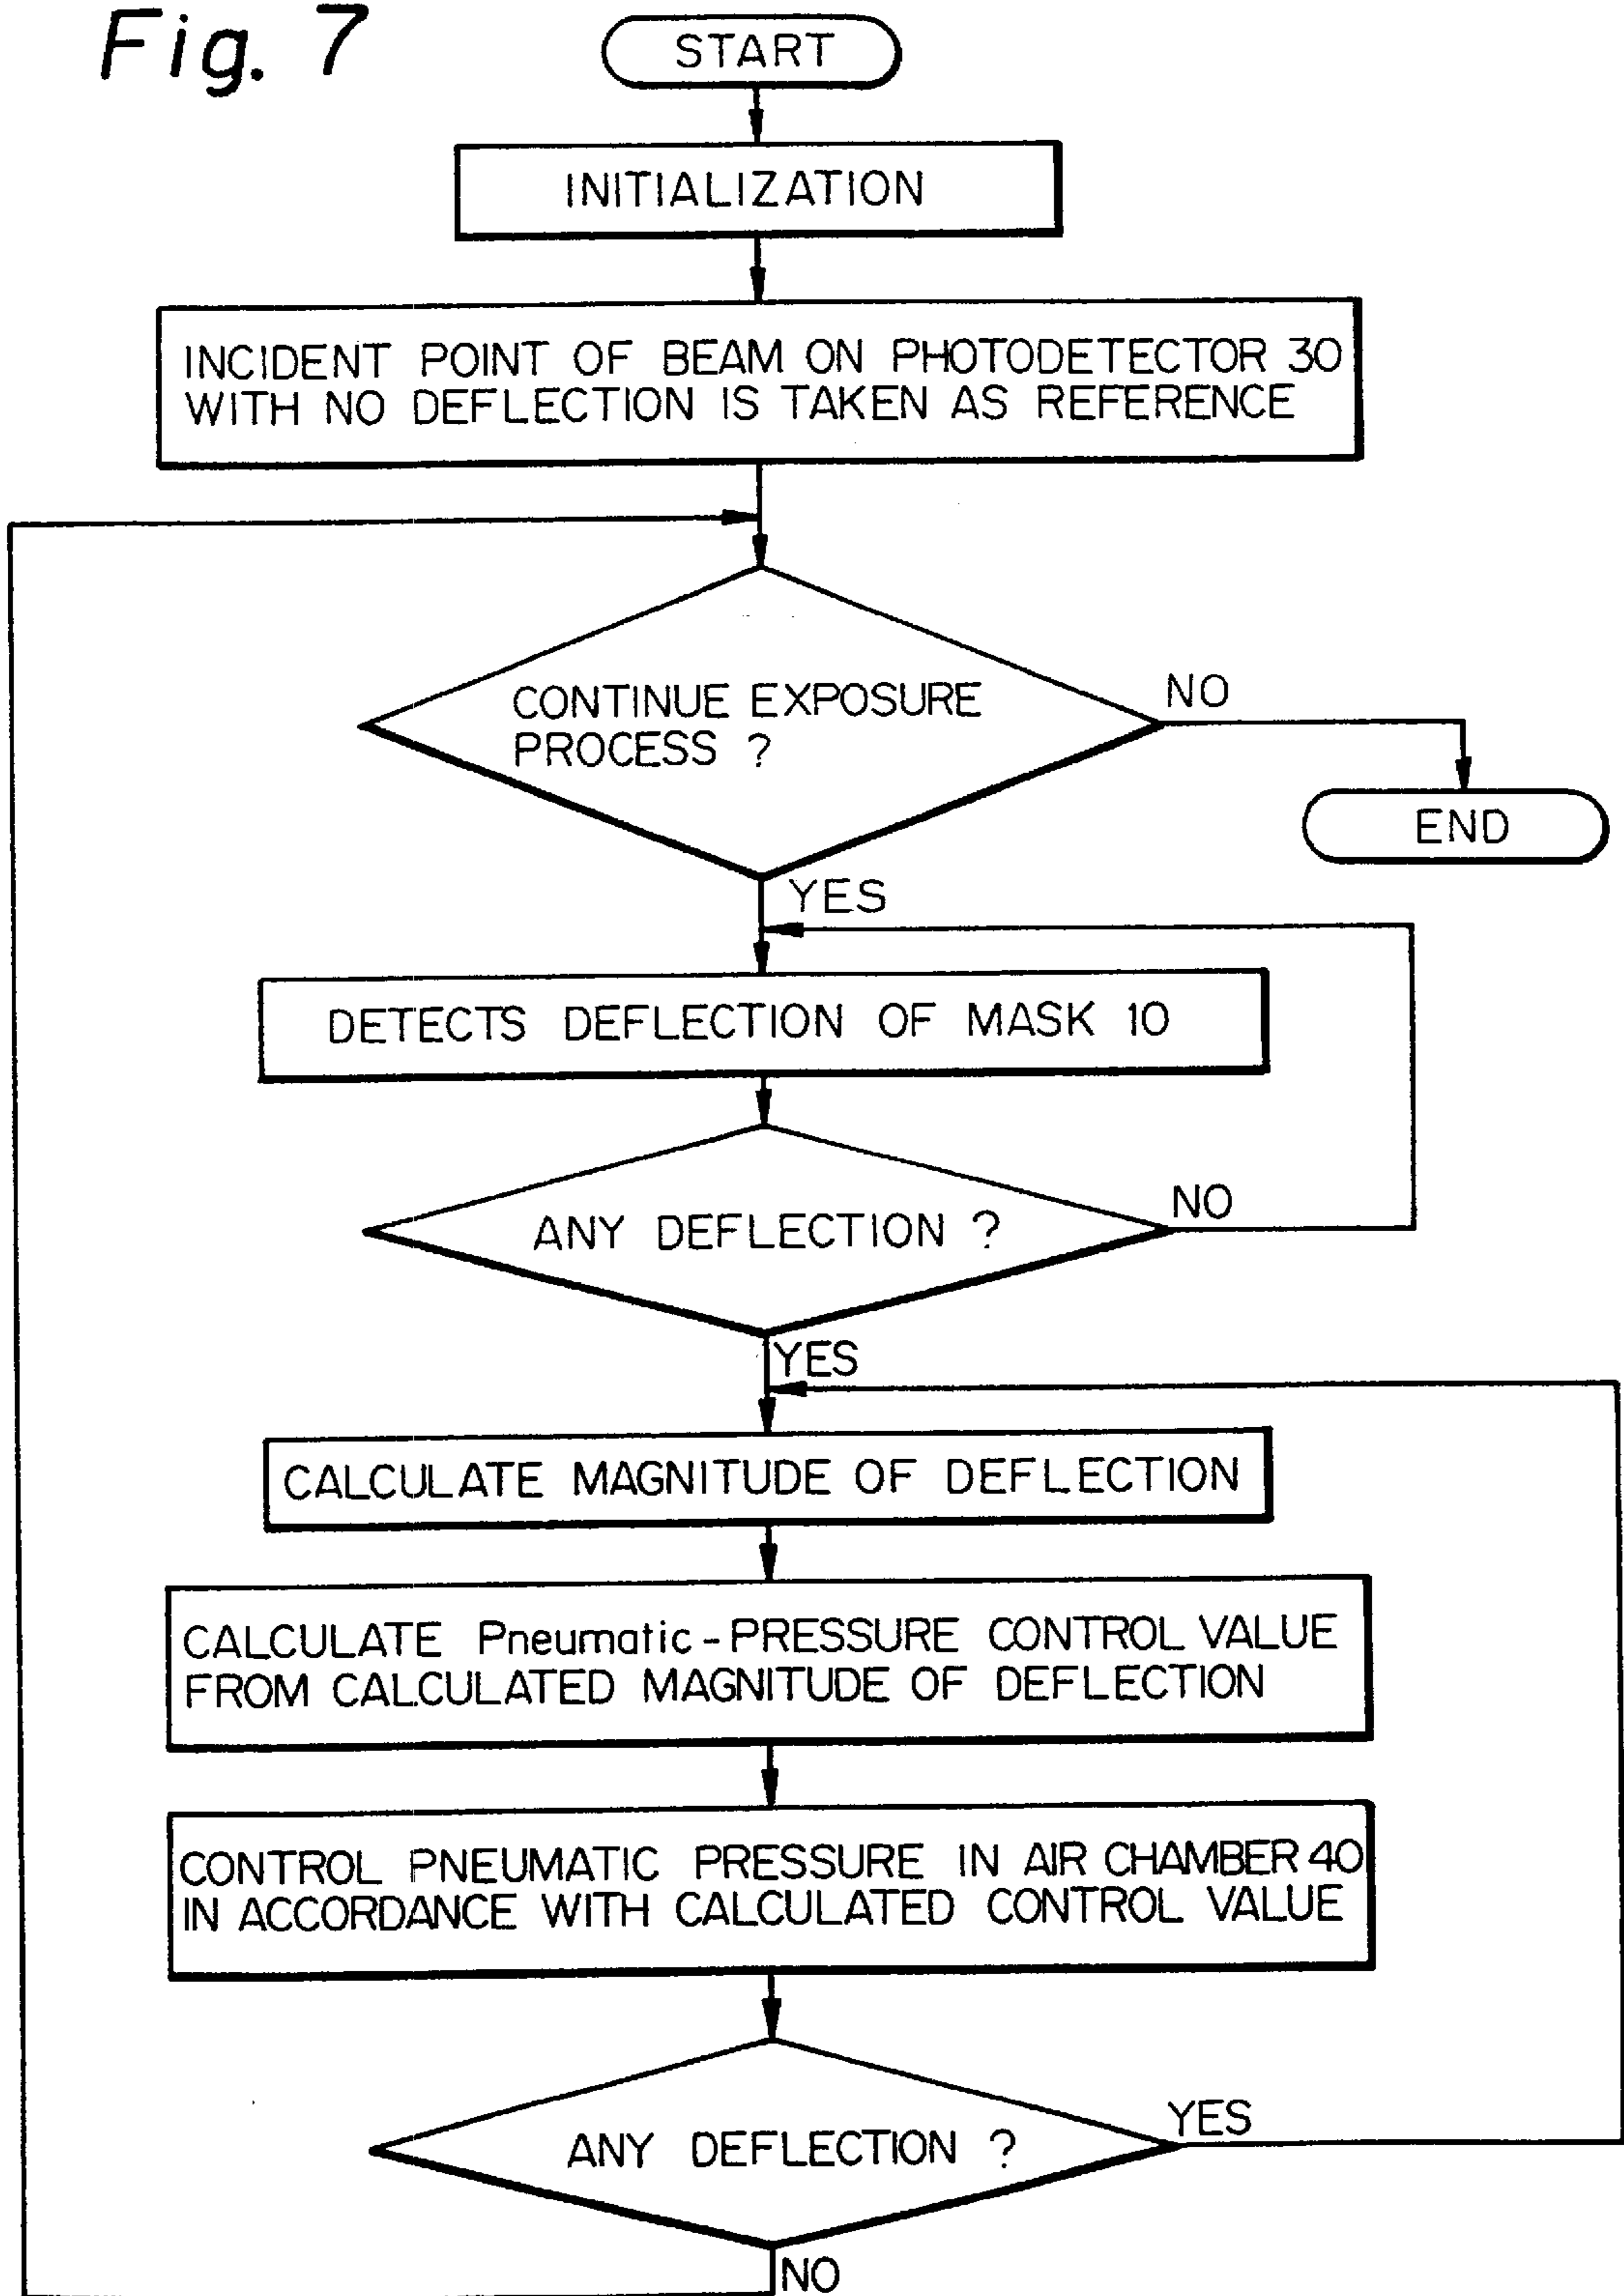 Fig. 7
START
INITIALIZATION
INCIDENT POINT OF BEAM ON PHOTODETECTOR 30
WITH NO DEFLECTION IS TAKEN AS REFERENCE
CONTINUE EXPOSURE
PROCESS ?
NO
END
YES
DETECTS DEFLECTION OF MASK 10
ANY DEFLECTION ?
NO
YES
CALCULATE MAGNITUDE OF DEFLECTION
CALCULATE Pneumatic-PRESSURE CONTROL VALUE
FROM CALCULATED MAGNITUDE OF DEFLECTION
CONTROL PNEUMATIC PRESSURE IN AIR CHAMBER 40
IN ACCORDANCE WITH CALCULATED CONTROL VALUE
ANY DEFLECTION ?
YES
NO